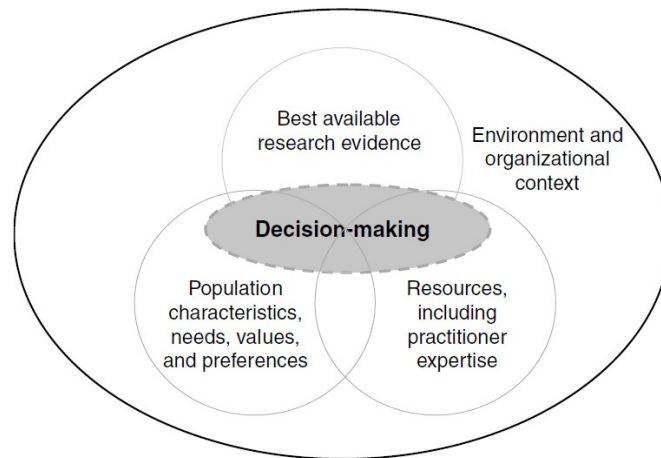 Best available
research evidence
Environment and
organizational
context
Decision-making
Population
characteristics,
needs, values,
and preferences
Resources,
including
practitioner
expertise